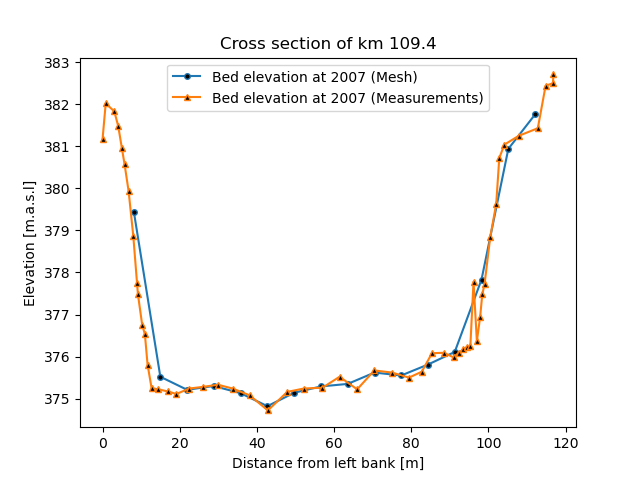 Cross section of km 109.4
Bed elevation at 2007 (Mesh)
Bed elevation at 2007 (Measurements)
Elevation [m.a.s.l]
383
382
381
380
379
378
377
376
375
0 20 40 60 80 100 120
Distance from left bank [m]